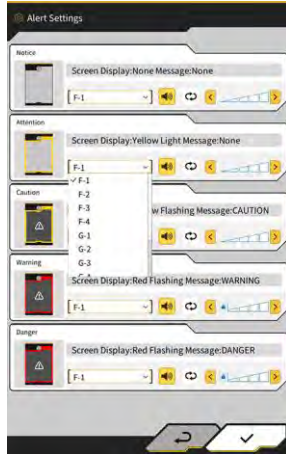 Alert Settings
Notice
Screen Display:None Message:None
F-1
Attention
Screen Display:Yellow Light Message:None
F-1
✓F-1
F-2
F-3
F-4
G-1
G-2
G-3
Caution
w Flashing Message:CAUTION
Warning
Screen Display:Red Flashing Message:WARNING
F-1
Danger
Screen Display:Red Flashing Message:DANGER
F-1